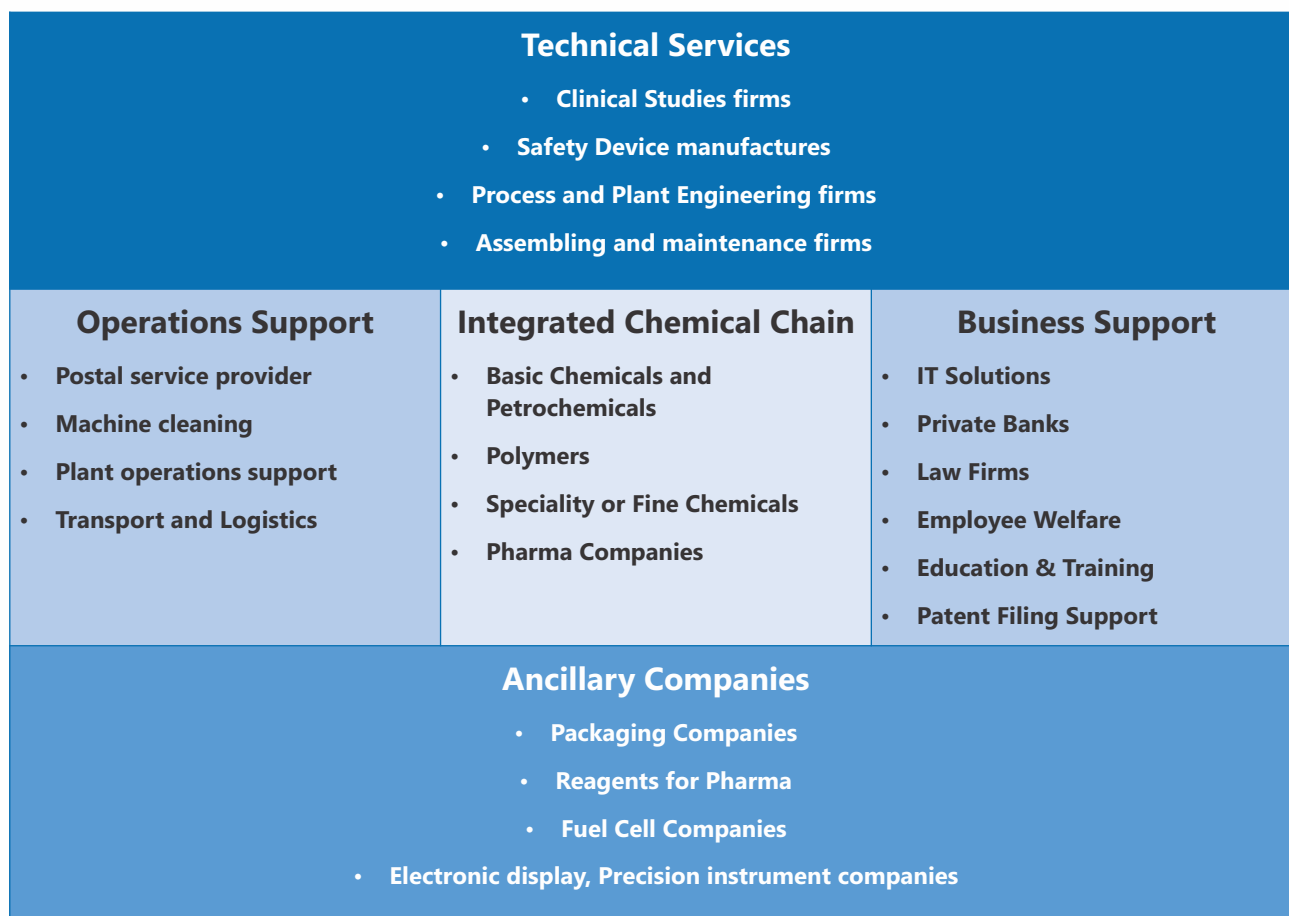 Technical Services
• Clinical Studies firms
• Safety Device manufactures
• Process and Plant Engineering firms
• Assembling and maintenance firms
Operations Support
• Postal service provider
• Machine cleaning
• Plant operations support
• Transport and Logistics
Integrated Chemical Chain
• Basic Chemicals and
Petrochemicals
• Polymers
• Speciality or Fine Chemicals
• Pharma Companies
Business Support
• IT Solutions
• Private Banks
• Law Firms
• Employee Welfare
• Education & Training
• Patent Filing Support
Ancillary Companies
• Packaging Companies
• Reagents for Pharma
• Fuel Cell Companies
• Electronic display, Precision instrument companies